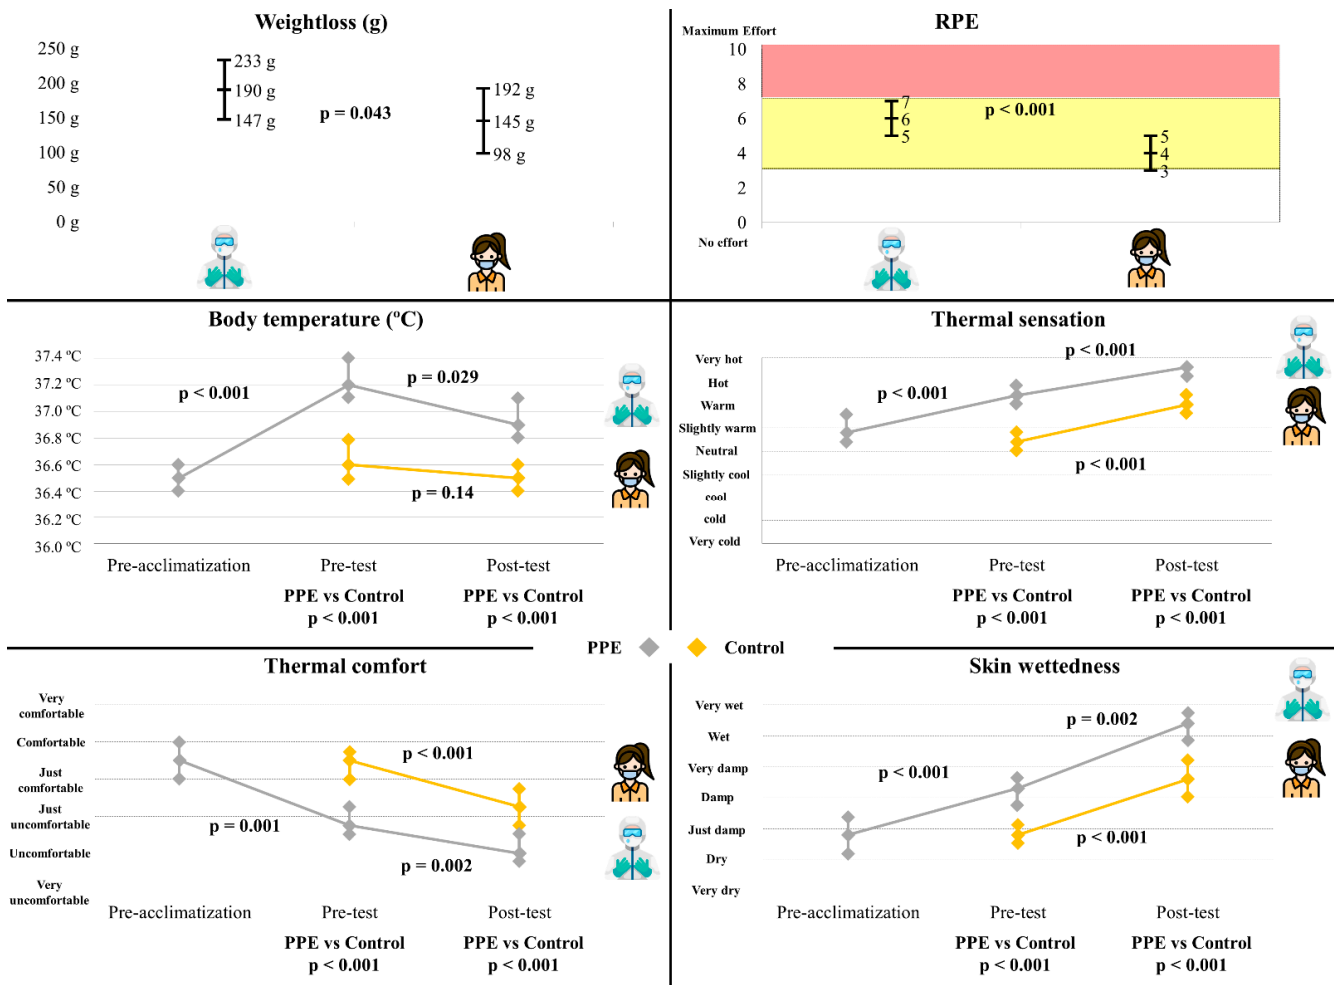 Weightloss (g)
250 g
200 g
150 g
100 g
50 g
0 g
233 g
190 g
147 g
p = 0.043
192 g
145 g
98 g
RPE
Maximum Effort
10
8
6
4
2
0
No effort
7
6
5
p < 0.001
5
4
3
Body temperature (ºC)
37.4 ºC
37.2 ºC
37.0 ºC
36.8 ºC
36.6 ºC
36.4 ºC
36.2 ºC
36.0 ºC
p < 0.001
p = 0.029
p = 0.14
Pre-acclimatization
Pre-test
Post-test
PPE vs Control
p < 0.001
PPE vs Control
p < 0.001
Thermal sensation
Very hot
Hot
Warm
Slightly warm
Neutral
Slightly cool
cool
cold
Very cold
p < 0.001
p < 0.001
p < 0.001
Pre-acclimatization
Pre-test
Post-test
PPE vs Control
p < 0.001
PPE vs Control
p < 0.001
PPE
Control
Thermal comfort
Very
comfortable
Comfortable
Just
comfortable
Just
uncomfortable
Uncomfortable
Very
uncomfortable
p < 0.001
p = 0.001
p = 0.002
Pre-acclimatization
Pre-test
Post-test
PPE vs Control
p < 0.001
PPE vs Control
p < 0.001
Skin wettedness
Very wet
Wet
Very damp
Damp
Just damp
Dry
Very dry
p = 0.002
p < 0.001
p < 0.001
Pre-acclimatization
Pre-test
Post-test
PPE vs Control
p < 0.001
PPE vs Control
p < 0.001